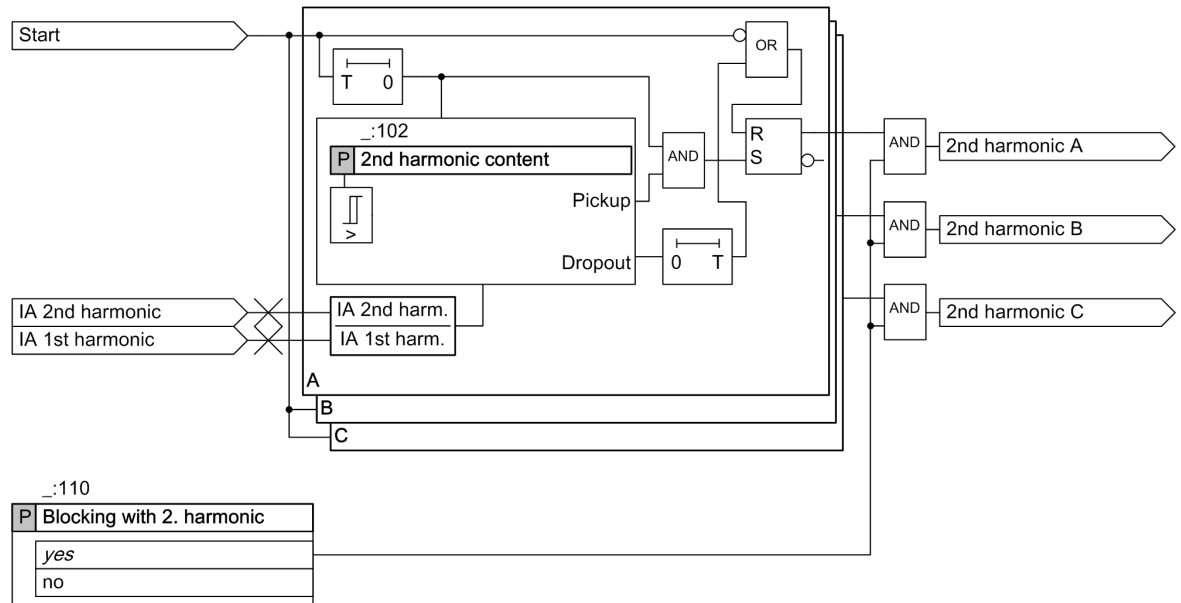 Start
OR
T 0
_:102
P 2nd harmonic content
AND
R
S
AND
2nd harmonic A
Pickup
AND
2nd harmonic B
Dropout
0 T
>
IA 2nd harmonic
IA 2nd harm.
AND
2nd harmonic C
IA 1st harmonic
IA 1st harm.
A
B
C
_:110
P Blocking with 2. harmonic
yes
no